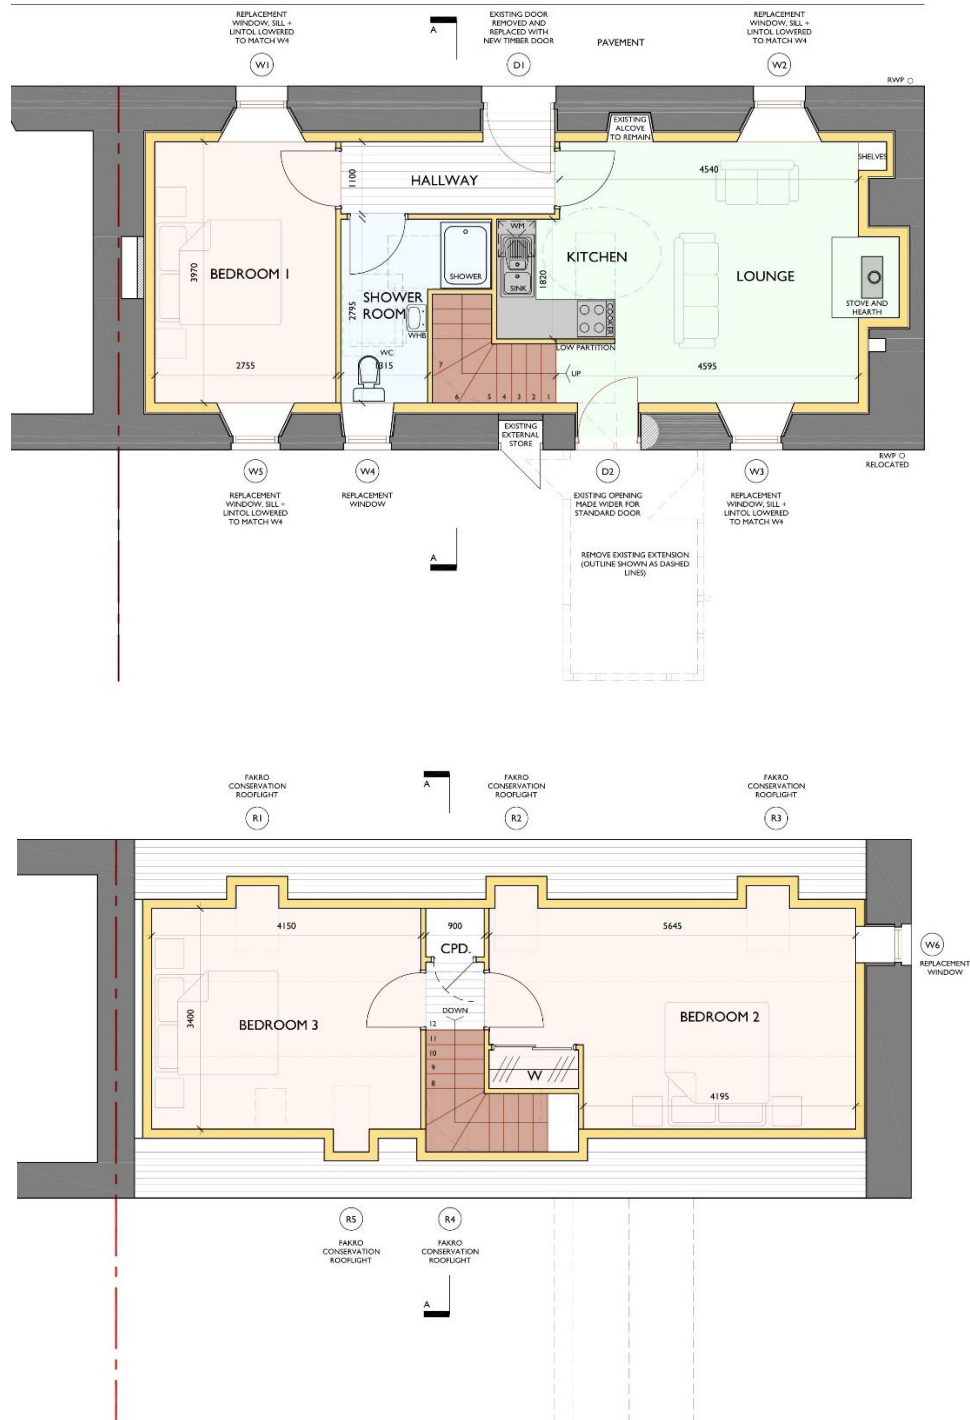 REPLACEMENT
WINDOW, SILL +
LINTOL LOWERED
TO MATCH W4
W1
A
EXISTING DOOR
REMOVED AND
REPLACED WITH
NEW TIMBER DOOR
D1
PAVEMENT
REPLACEMENT
WINDOW, SILL +
LINTOL LOWERED
TO MATCH W4
W2
RWP
EXISTING
ALCOVE
TO REMAIN
SHELVES
1100
HALLWAY
4540
3970
BEDROOM 1
WM
SINK
1820
KITCHEN
LOUNGE
SHOWER
2795
SHOWER
ROOM
WHB
COOKER
STOVE AND
HEARTH
LOW PARTITION
WC
2755
1315
7
UP
4595
6
5
4
3
2
1
EXISTING
EXTERNAL
STORE
RWP
RELOCATED
W5
REPLACEMENT
WINDOW, SILL +
LINTOL LOWERED
TO MATCH W4
W4
REPLACEMENT
WINDOW
D2
EXISTING OPENING
MADE WIDER FOR
STANDARD DOOR
W3
REPLACEMENT
WINDOW, SILL +
LINTOL LOWERED
TO MATCH W4
A
REMOVE EXISTING EXTENSION
(OUTLINE SHOWN AS DASHED
LINES)
FAKRO
CONSERVATION
ROOFLIGHT
R1
A
FAKRO
CONSERVATION
ROOFLIGHT
R2
FAKRO
CONSERVATION
ROOFLIGHT
R3
4150
900
5645
CPD.
W6
REPLACEMENT
WINDOW
3400
BEDROOM 3
DOWN
BEDROOM 2
12
11
10
9
8
W
4195
R5
FAKRO
CONSERVATION
ROOFLIGHT
R4
FAKRO
CONSERVATION
ROOFLIGHT
A